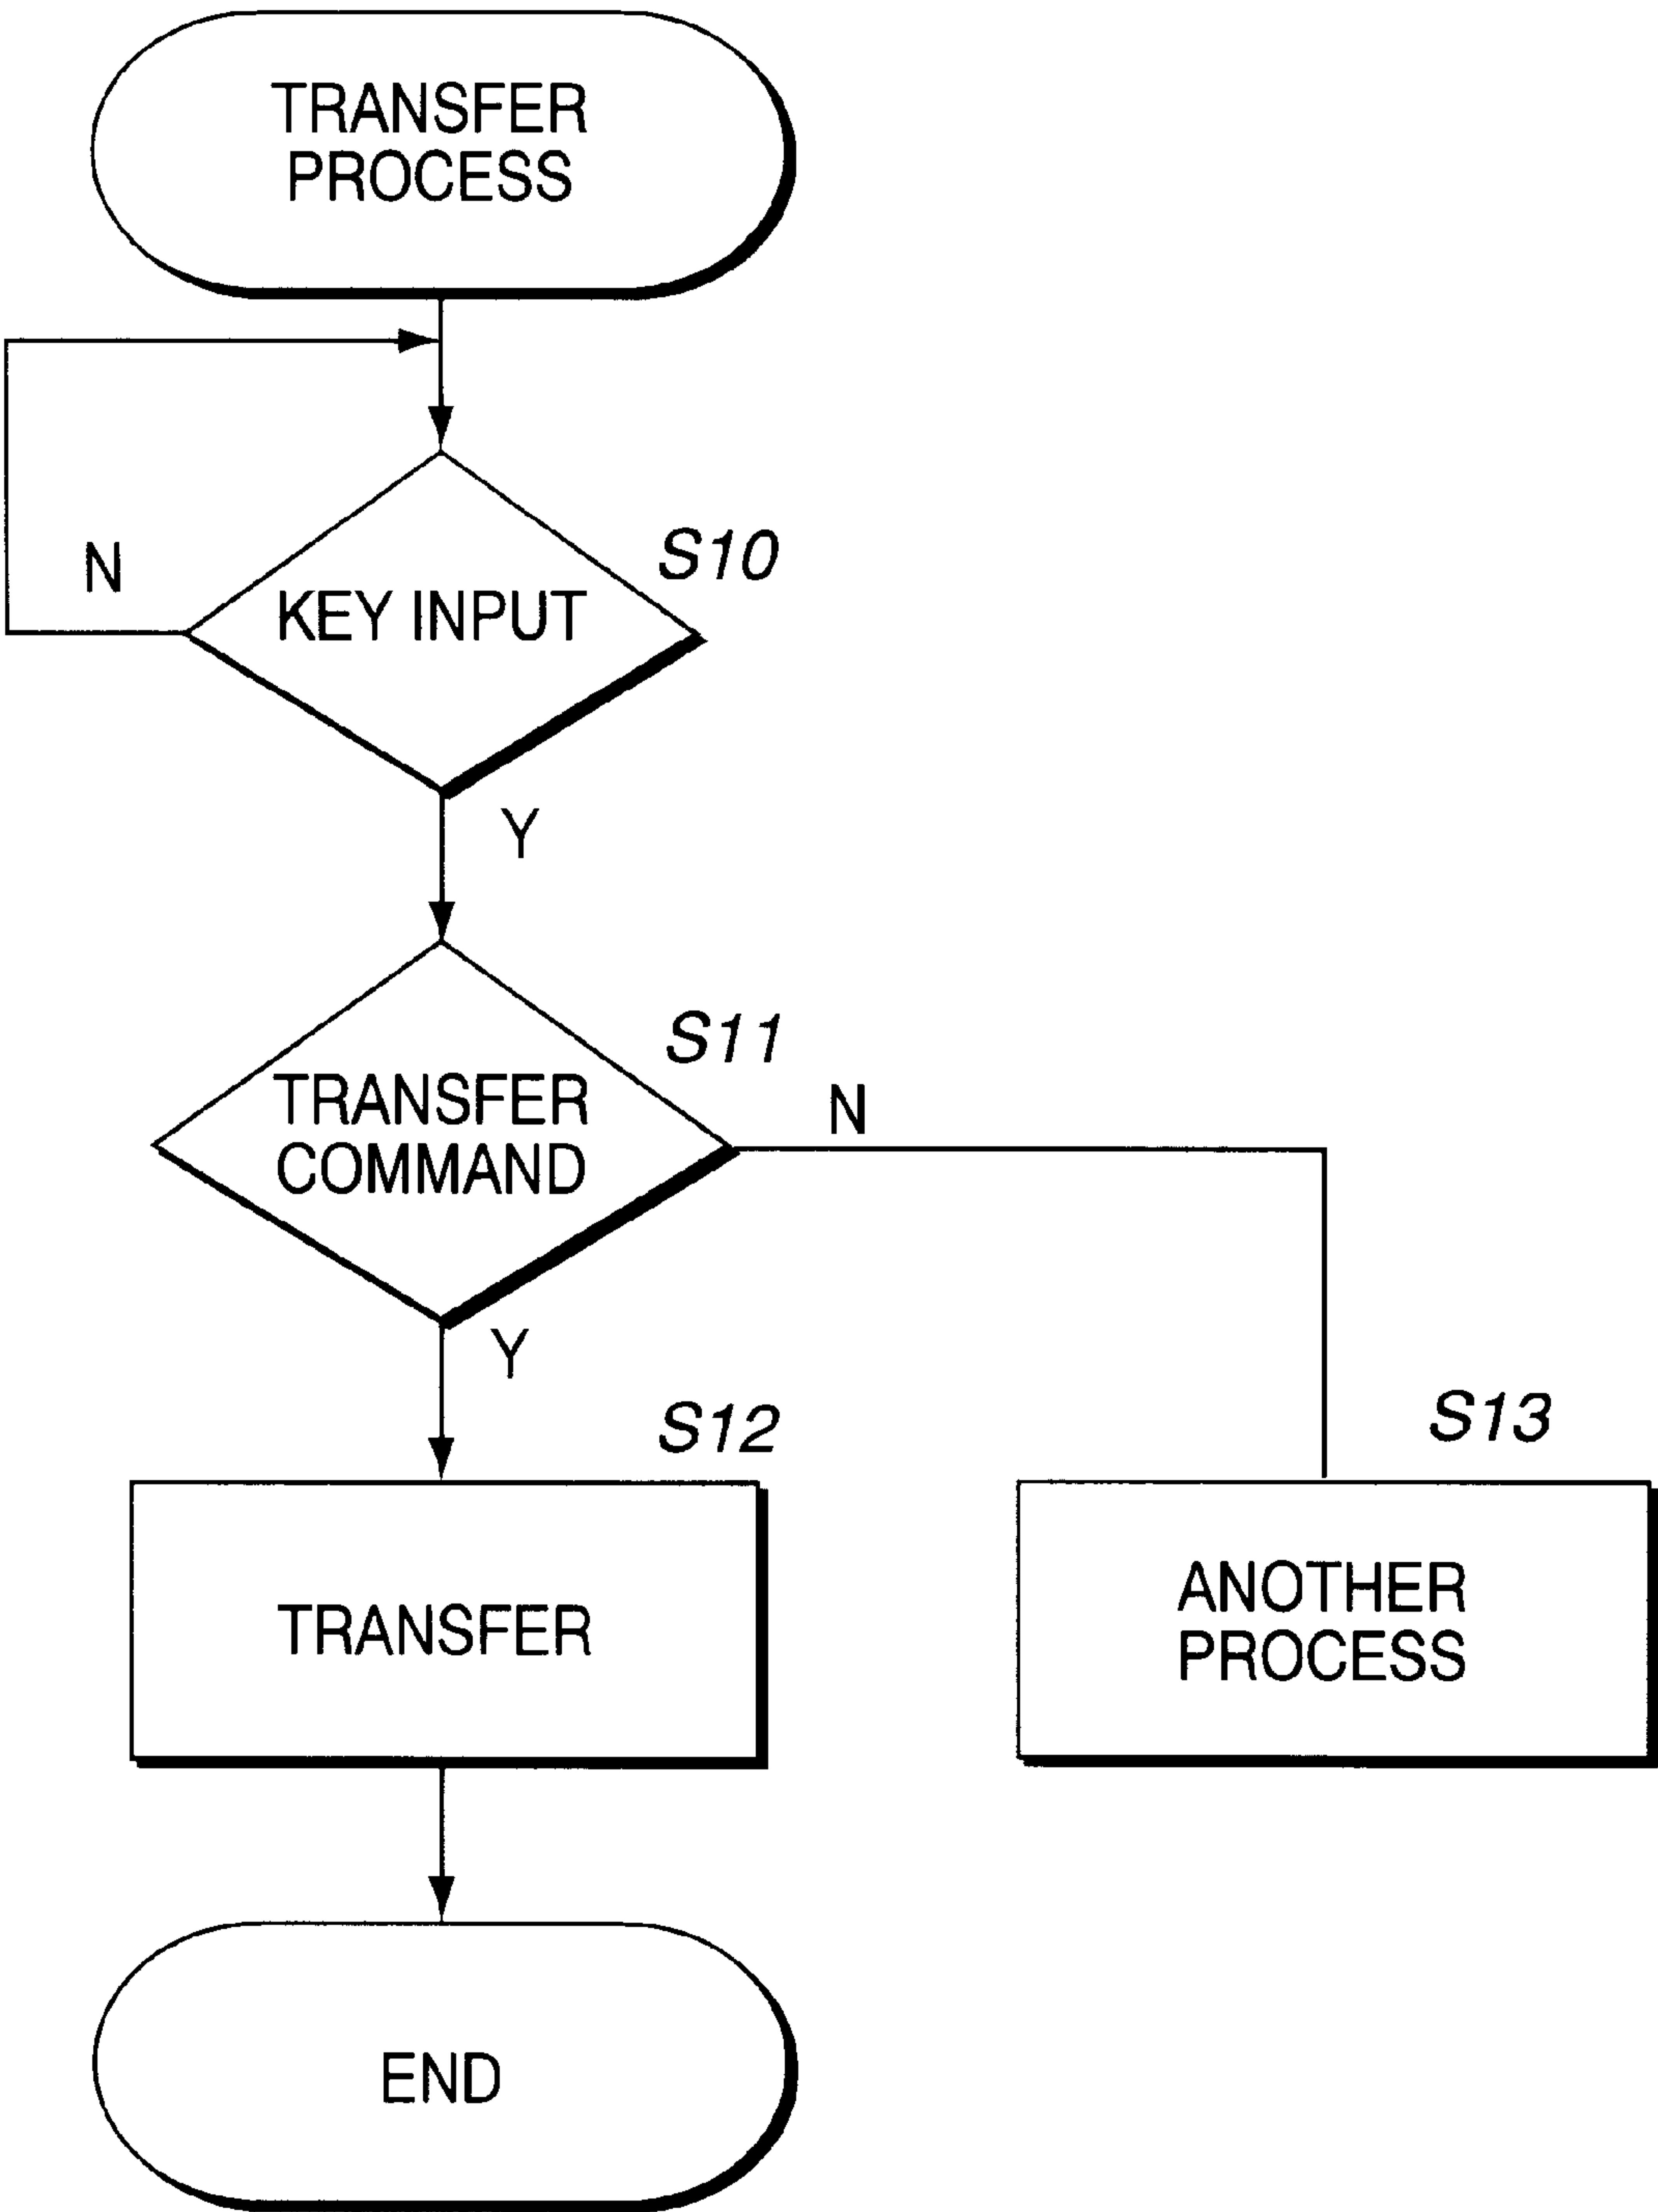 TRANSFER
PROCESS
N
S10
KEY INPUT
Y
S11
N
TRANSFER
COMMAND
Y
S12
S13
TRANSFER
ANOTHER
PROCESS
END